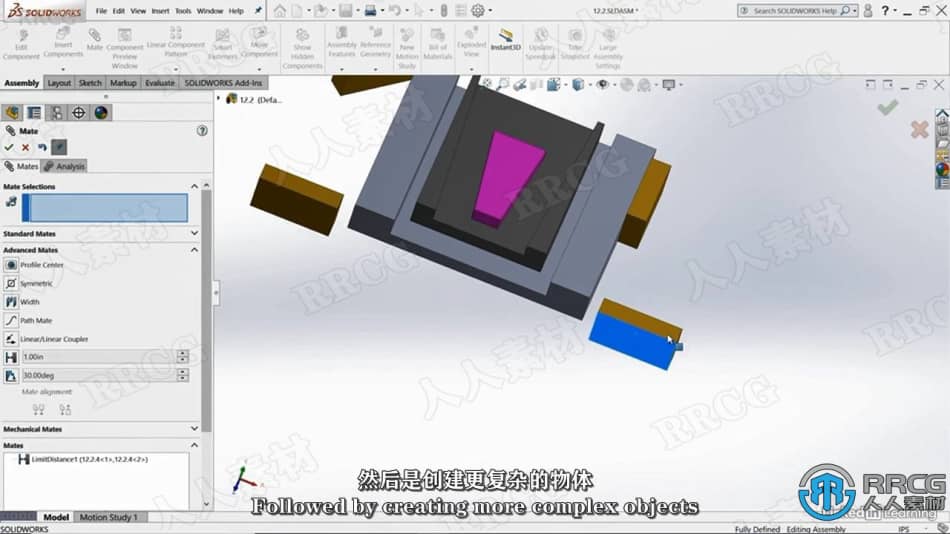 SOLIDWORKS
File Edit View Insert Tools Window Help
12.2.SLDASM *
Search SOLIDWORKS Help
Edit Component
Insert Components
Mate
Component Preview Window
Linear Component Pattern
Smart Fasteners
Move Component
Show Hidden Components
Assembly Features
Reference Geometry
New Motion Study
Bill of Materials
Exploded View
Instant3D
Update Speedpak
Take Snapshot
Large Assembly Settings
Assembly Layout Sketch Markup Evaluate SOLIDWORKS Add-Ins
12.2 (Defa...
Mate
Mates Analysis
Mate Selections
Standard Mates
Advanced Mates
Profile Center
Symmetric
Width
Path Mate
Linear/Linear Coupler
1.00in
30.00deg
Mate alignment:
Mechanical Mates
Mates
LimitDistance1 (12.2.4<1>,12.2.4<2>)
然后是创建更复杂的物体
Followed by creating more complex objects
RRCG
人人素材
Linked in Learning
Model Motion Study 1
SOLIDWORKS
Fully Defined Editing Assembly IPS